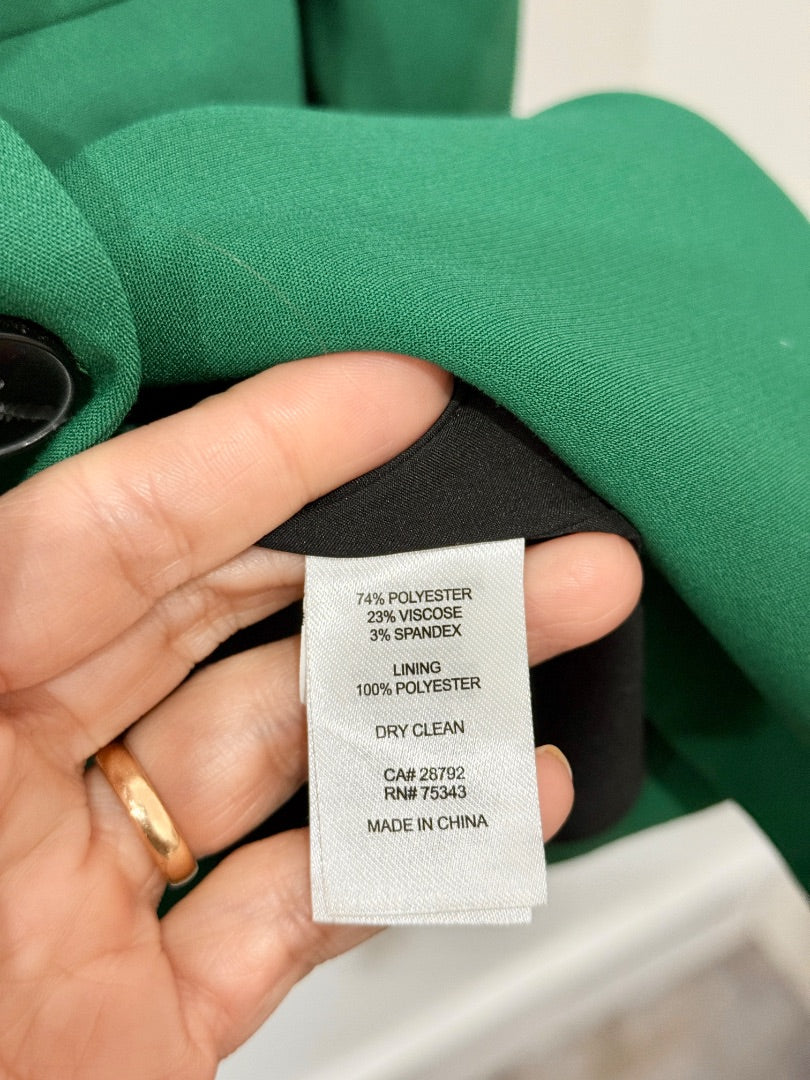 74% POLYESTER
23% VISCOSE
3% SPANDEX
LINING
100% POLYESTER
DRY CLEAN
CA# 28792
RN# 75343
MADE IN CHINA